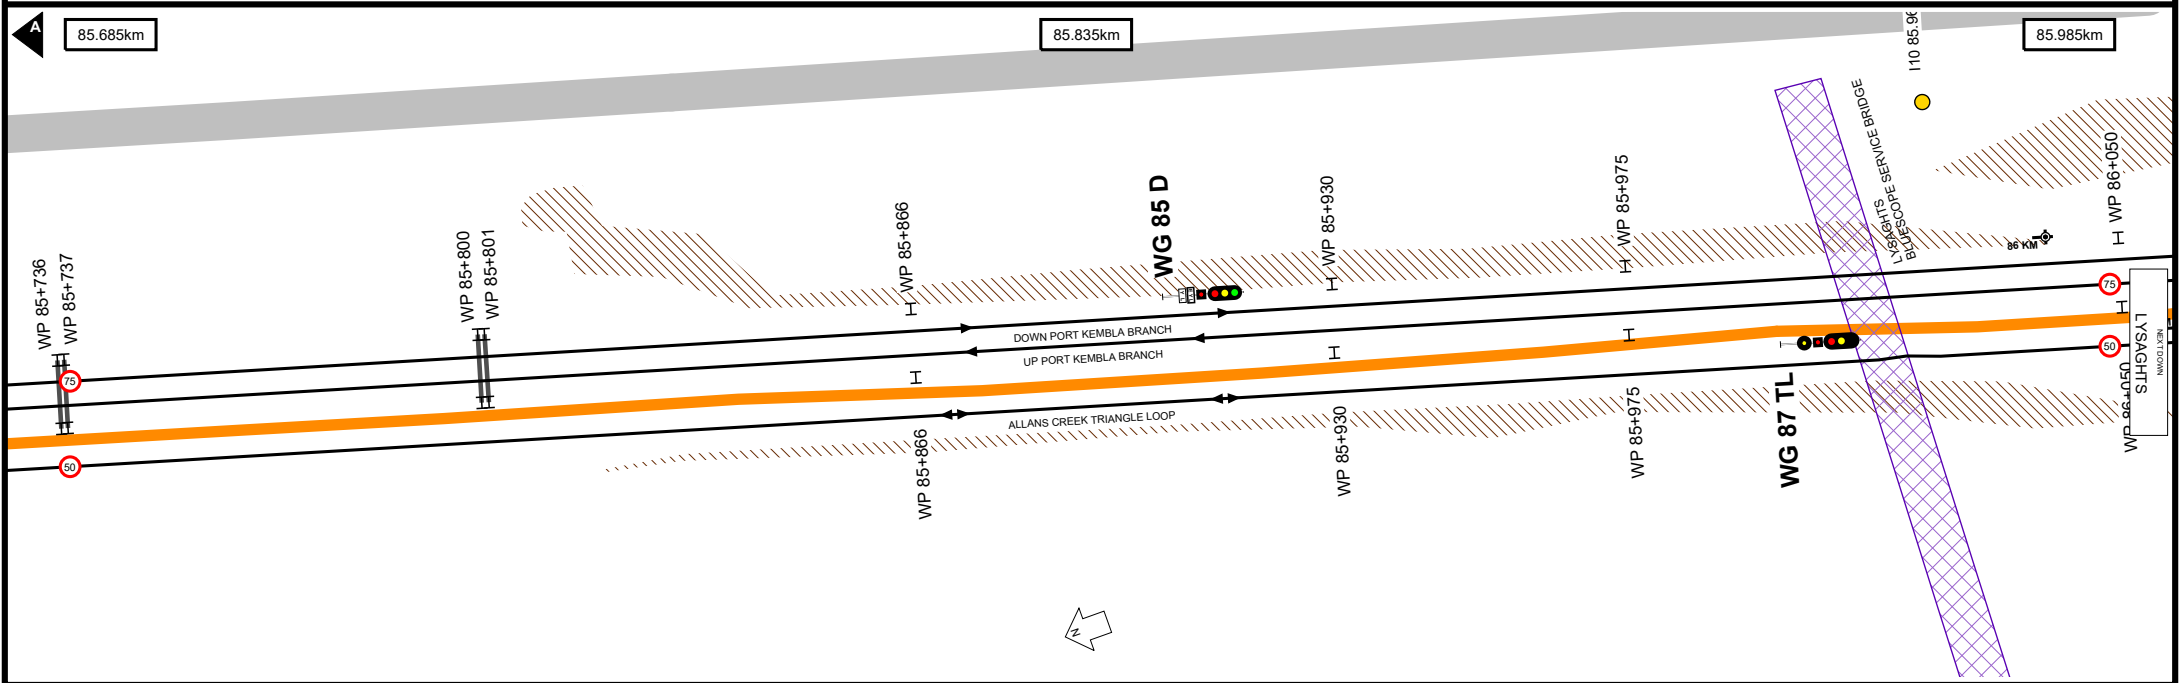 A
85.685km
85.835km
85.985km
I10 85.96
LYSAGHTS
BLUESCOPE SERVICE BRIDGE
WP 85+736
WP 85+737
WP 85+800
WP 85+801
WP 85+866
WG 85 D
WP 85+930
WP 85+975
86 KM
WP 86+050
75
75
DOWN PORT KEMBLA BRANCH
UP PORT KEMBLA BRANCH
ALLANS CREEK TRIANGLE LOOP
50
50
NEXT DOWN
LYSAGHTS
WP 85+866
WP 85+930
WP 85+975
WG 87 TL
WP 86+050
N